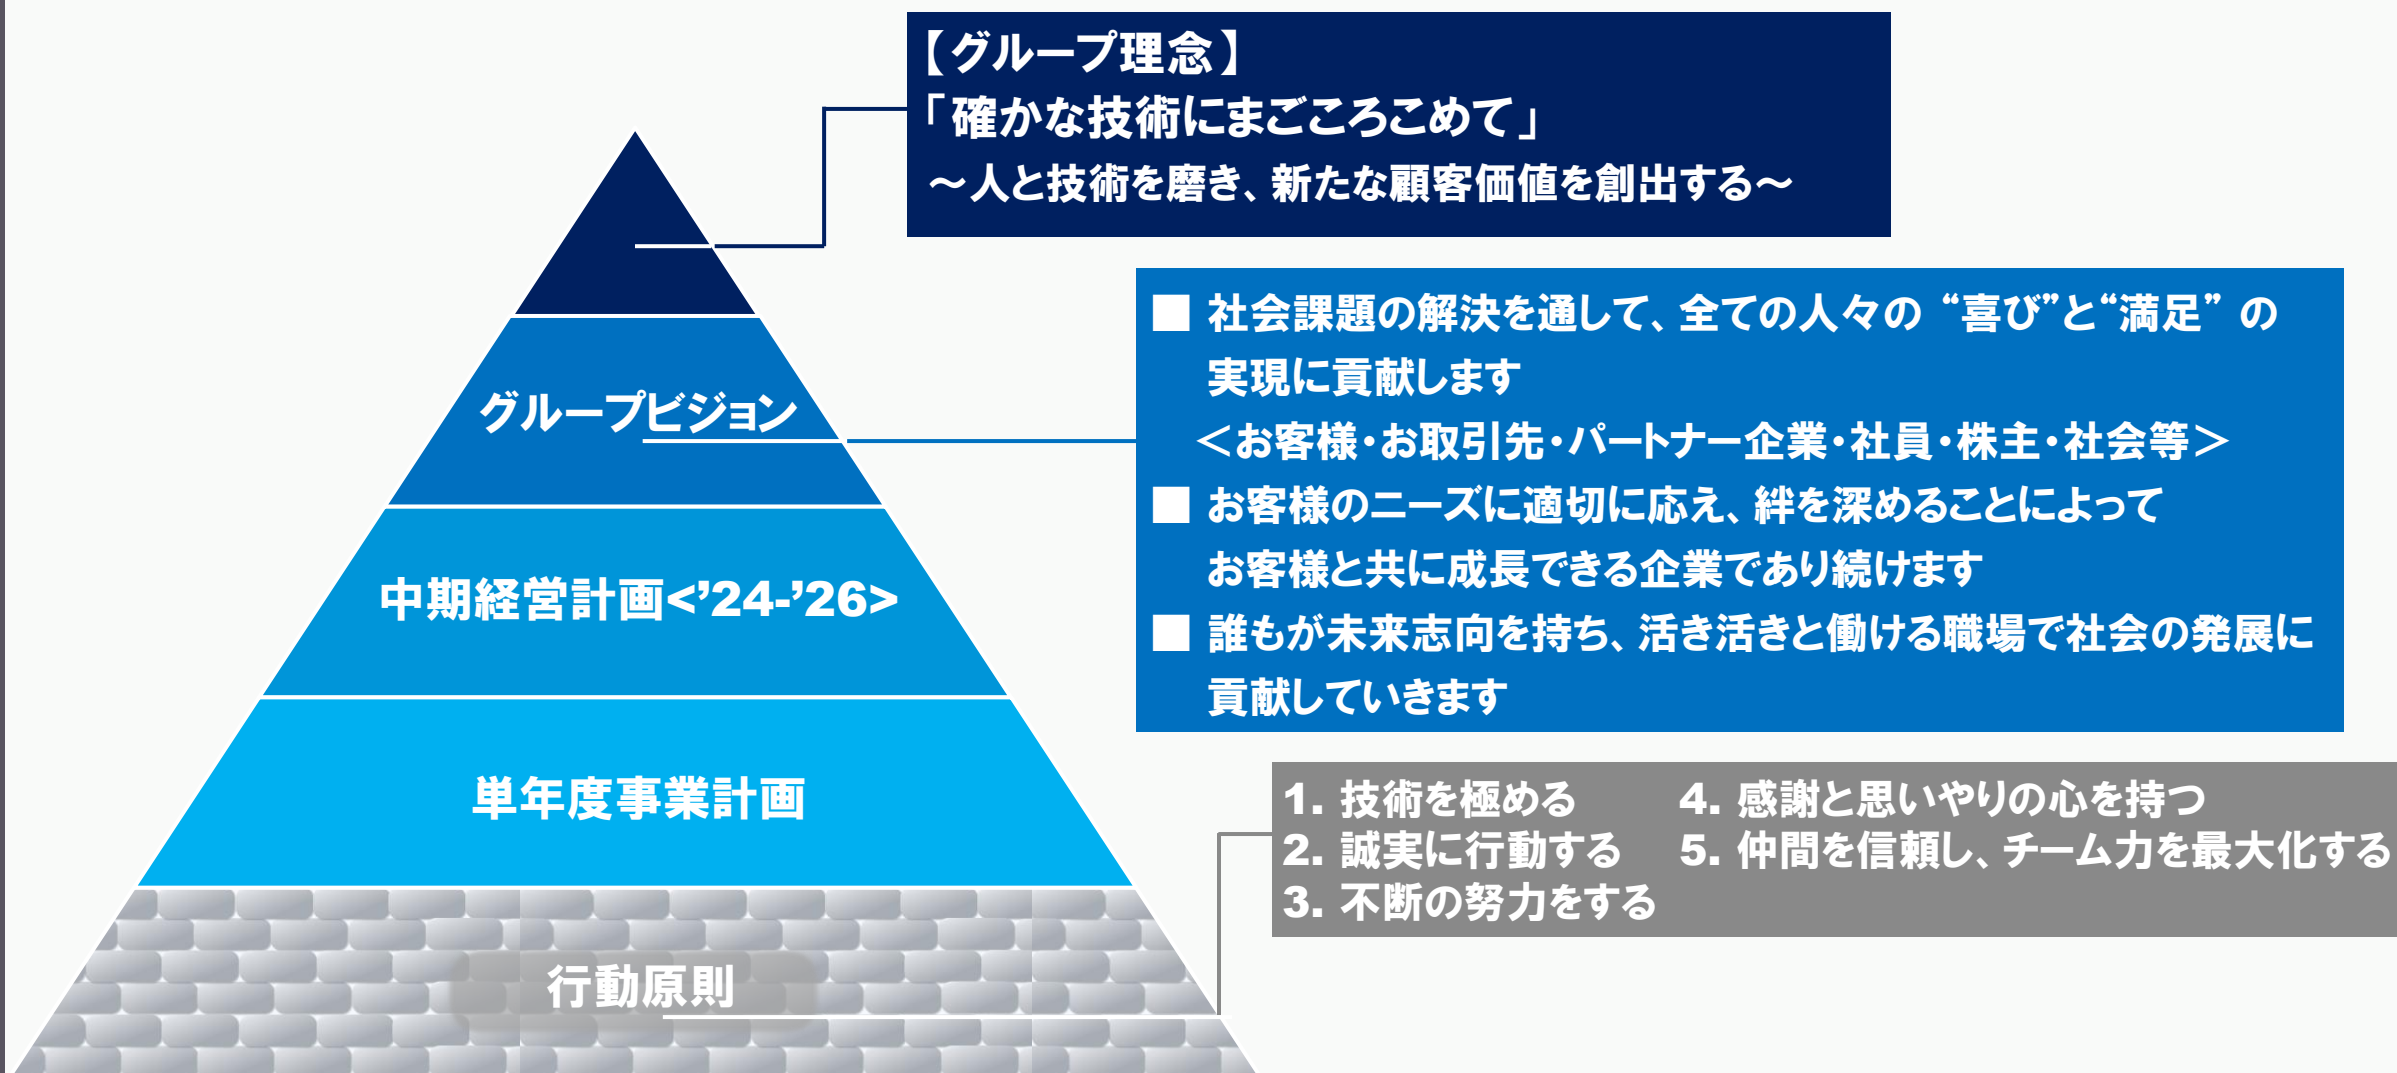 【グループ理念】
「確かな技術にまごころこめて」
~人と技術を磨き、新たな顧客価値を創出する~
グループビジョン
■ 社会課題の解決を通して、全ての人々の “喜び”と“満足” の
実現に貢献します
<お客様・お取引先・パートナー企業・社員・株主・社会等>
■ お客様のニーズに適切に応え、絆を深めることによって
お客様と共に成長できる企業であり続けます
■ 誰もが未来志向を持ち、活き活きと働ける職場で社会の発展に
貢献していきます
中期経営計画<’24-’26>
単年度事業計画
行動原則
1. 技術を極める
2. 誠実に行動する
3. 不断の努力をする
4. 感謝と思いやりの心を持つ
5. 仲間を信頼し、チーム力を最大化する